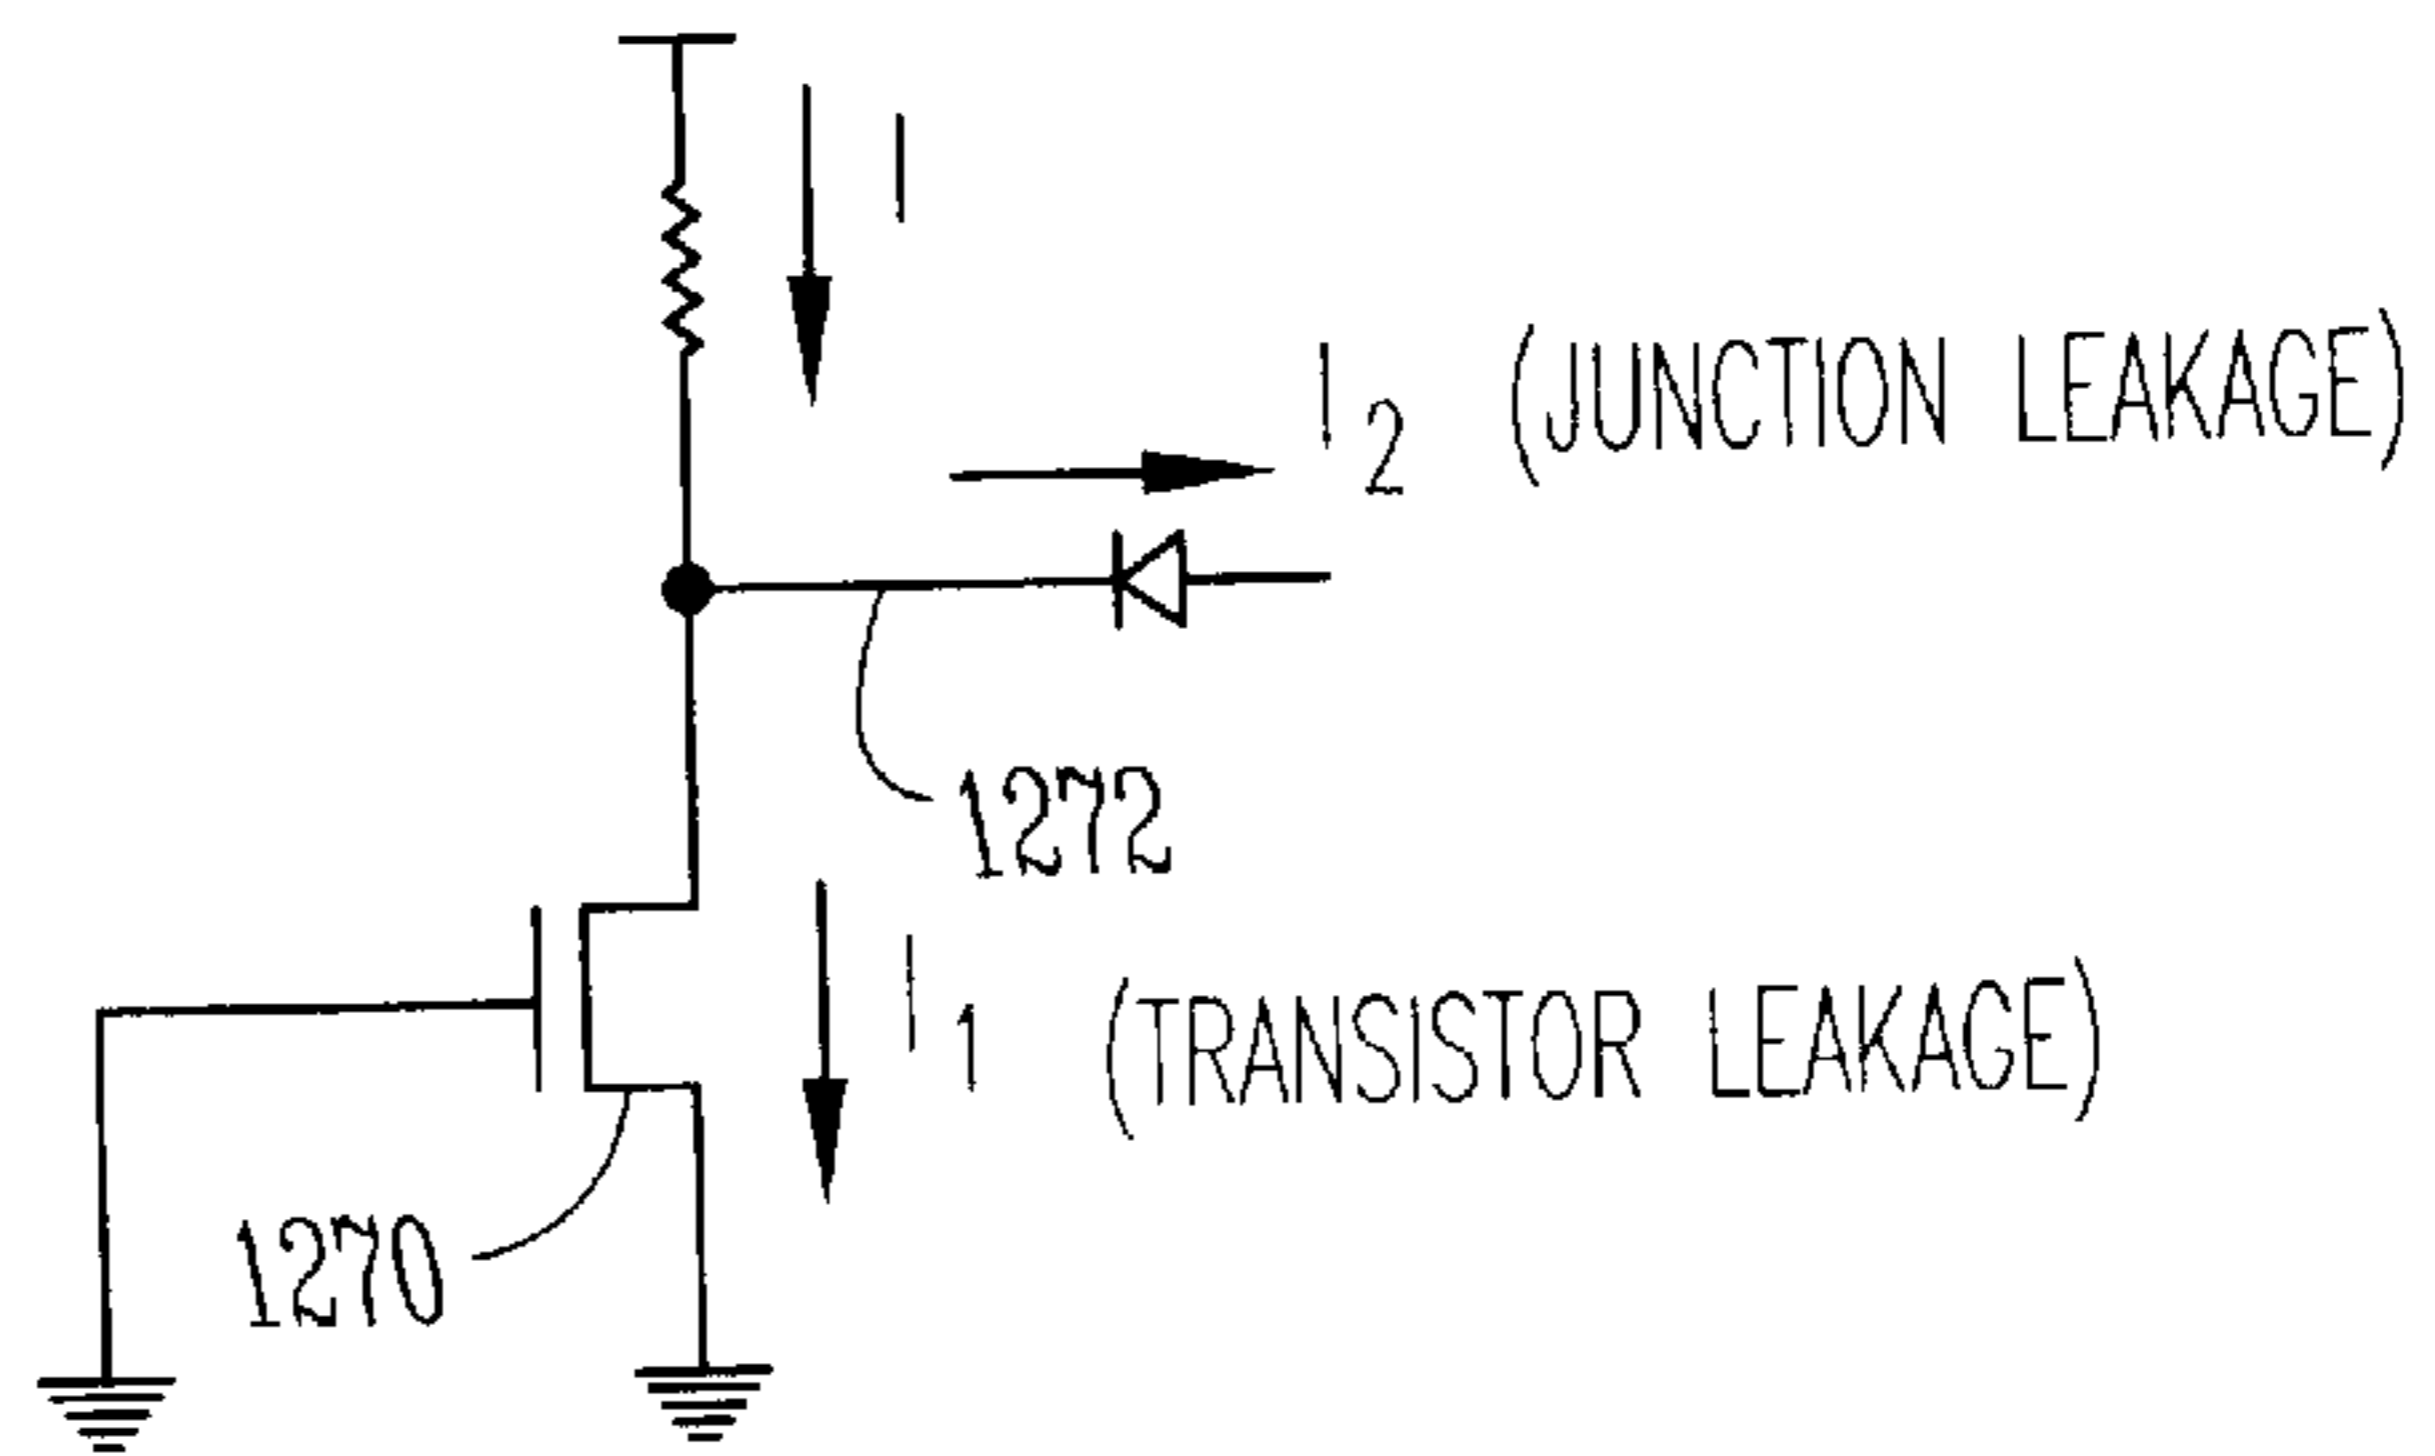 I
I2 (JUNCTION LEAKAGE)
1272
I1 (TRANSISTOR LEAKAGE)
1270